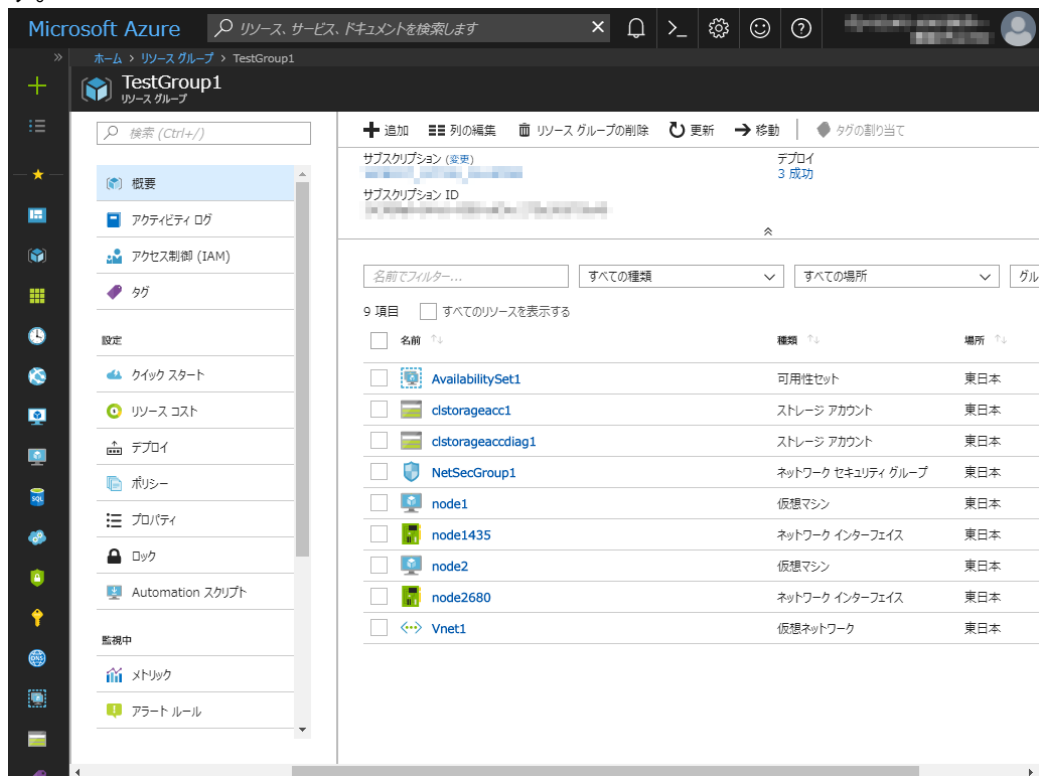 Microsoft Azure
リソース、サービス、ドキュメントを検索します
ホーム > リソース グループ > TestGroup1
TestGroup1
リソース グループ
検索 (Ctrl+/)
概要
アクティビティ ログ
アクセス制御 (IAM)
タグ
設定
クイック スタート
リソース コスト
デプロイ
ポリシー
プロパティ
ロック
Automation スクリプト
監視中
メトリック
アラート ルール
追加 列の編集 リソース グループの削除 更新 移動 タグの割り当て
サブスクリプション (変更)
サブスクリプション ID
デプロイ
3 成功
名前でフィルター... すべての種類 すべての場所 グル
9 項目 すべてのリソースを表示する
名前 種類 場所
AvailabilitySet1 可用性セット 東日本
clstorageacc1 ストレージ アカウント 東日本
clstorageaccdiag1 ストレージ アカウント 東日本
NetSecGroup1 ネットワーク セキュリティ グループ 東日本
node1 仮想マシン 東日本
node1435 ネットワーク インターフェイス 東日本
node2 仮想マシン 東日本
node2680 ネットワーク インターフェイス 東日本
Vnet1 仮想ネットワーク 東日本